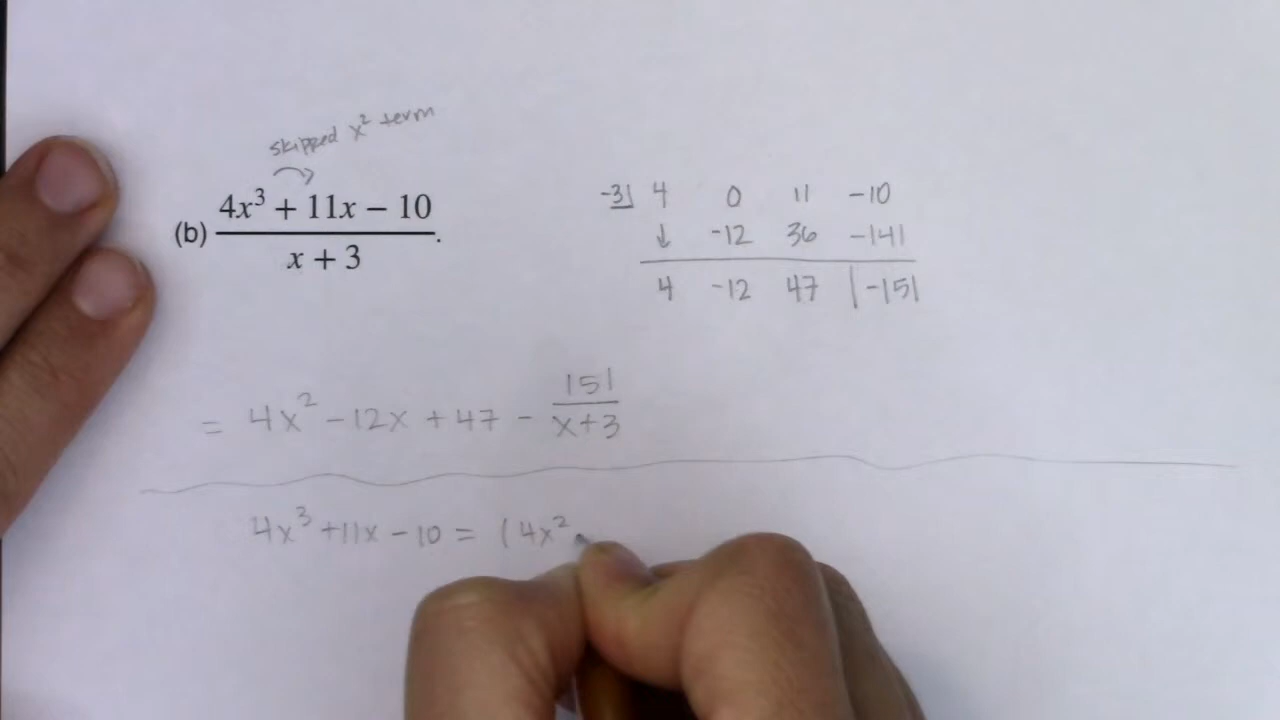 skipped x² term
(b) (4x³ + 11x − 10)/(x + 3).
-3| 4 0 11 -10
↓ -12 36 -141
4 -12 47 |-151
= 4x² - 12x + 47 - 151/(x+3)
4x³ + 11x - 10 = (4x²